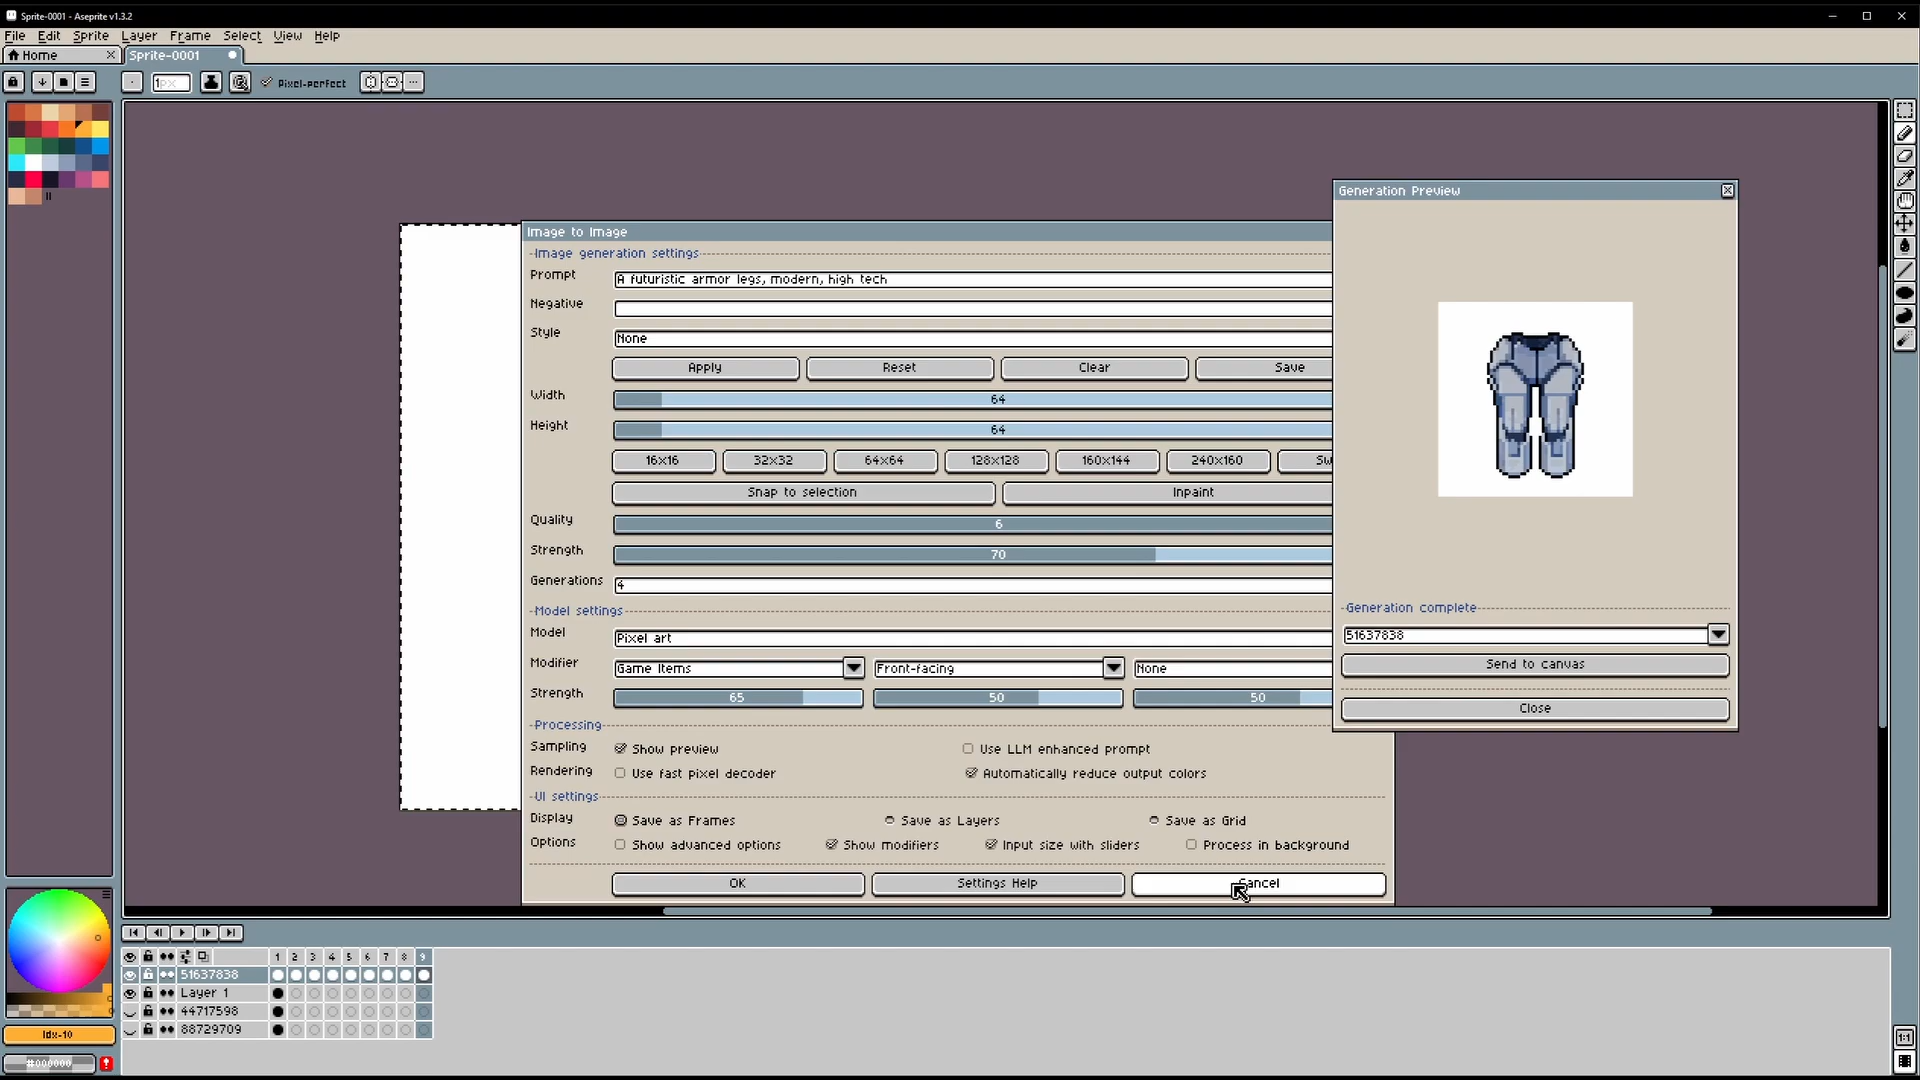 Sprite-0001 - Aseprite v1.3.2
File Edit Sprite Layer Frame Select View Help
Home Sprite-0001
1px Pixel-perfect
Generation Preview
Image to Image
Image generation settings
Prompt A futuristic armor legs, modern, high tech
Negative
Style None
Apply Reset Clear Save
Width 64
Height 64
16x16 32x32 64x64 128x128 160x144 240x160 Sw
Snap to selection Inpaint
Quality 6
Strength 70
Generations 4
Model settings
Model Pixel art
Modifier Game Items Front-facing None
Strength 65 50 50
Processing
Sampling Show preview Use LLM enhanced prompt
Rendering Use fast pixel decoder Automatically reduce output colors
UI settings
Display Save as Frames Save as Layers Save as Grid
Options Show advanced options Show modifiers Input size with sliders Process in background
OK Settings Help Cancel
Generation complete
51637838
Send to canvas
Close
1 2 3 4 5 6 7 8 9
51637838
Layer 1
44717598
88729709
Idx-10
#000000
1:1